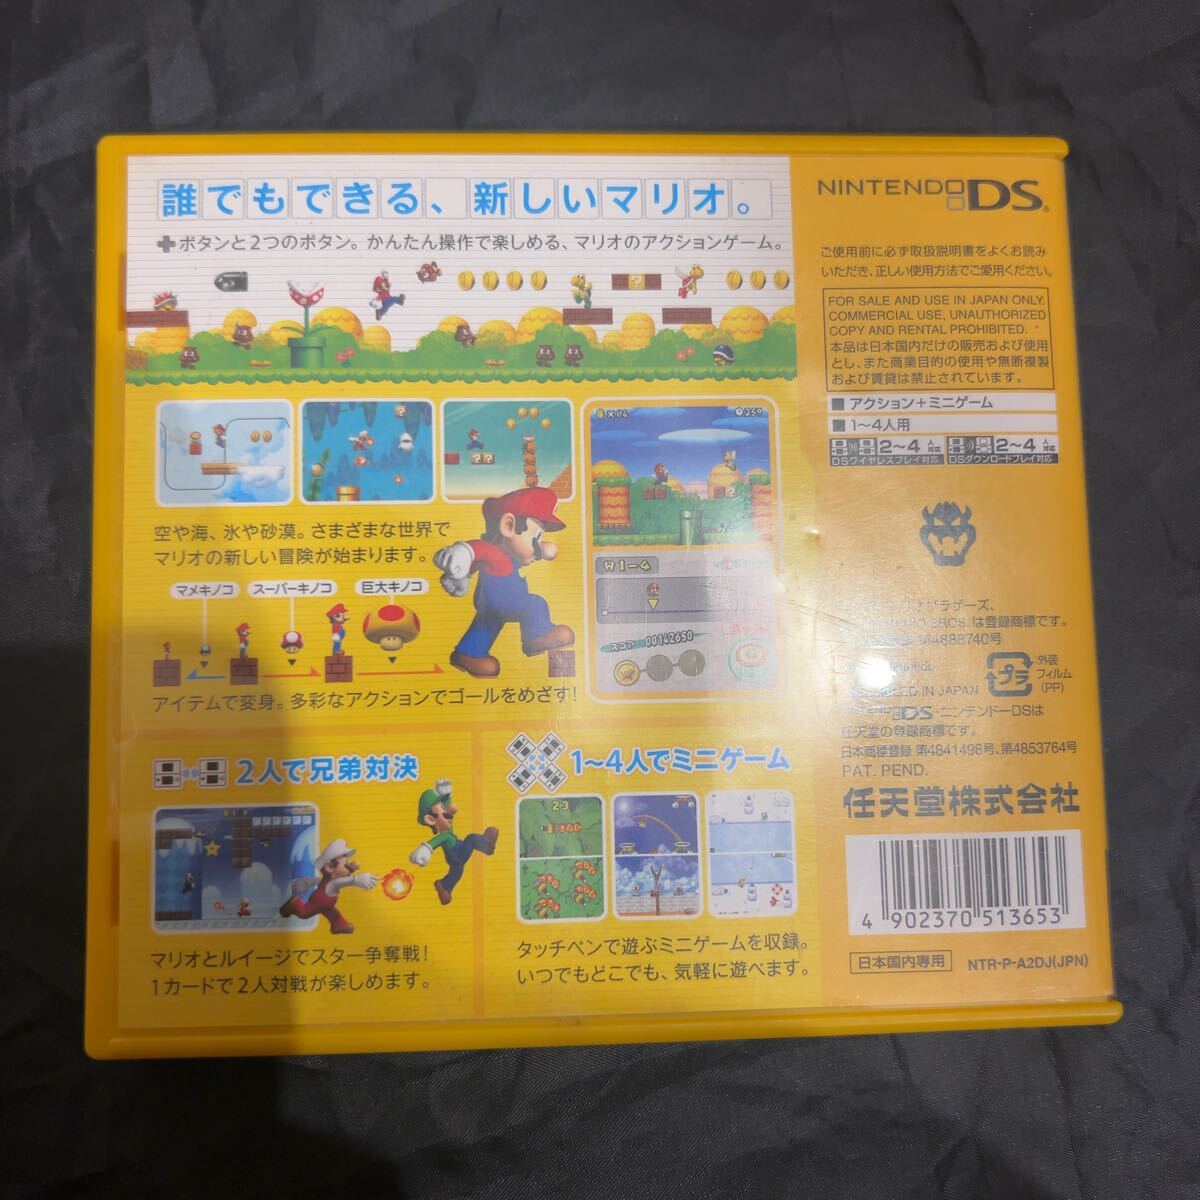 誰でもできる、新しいマリオ。
✚ボタンと2つのボタン。かんたん操作で楽しめる、マリオのアクションゲーム。
×04
259
空や海、氷や砂漠。さまざまな世界で
マリオの新しい冒険が始まります。
マメキノコ
スーパーキノコ
巨大キノコ
アイテムで変身。多彩なアクションでゴールをめざす!
W1-4
スコア 00142650
2人で兄弟対決
マリオとルイージでスター争奪戦!
1カードで2人対戦が楽しめます。
1~4人でミニゲーム
23
タッチペンで遊ぶミニゲームを収録。
いつでもどこでも、気軽に遊べます。
NINTENDO DS®
ご使用前に必ず取扱説明書をよくお読み
いただき、正しい使用方法でご愛用ください。
FOR SALE AND USE IN JAPAN ONLY.
COMMERCIAL USE, UNAUTHORIZED
COPY AND RENTAL PROHIBITED.
本品は日本国内だけの販売および使用
とし、また商業目的の使用や無断複製
および賃貸は禁止されています。
アクション+ミニゲーム
1~4人用
2~4人対応
DSワイヤレスプレイ対応
2~4人対応
DSダウンロードプレイ対応
ブラザーズ、
BROS.は登録商標です。
第4888740号
IN JAPAN
プラ
:外装
フィルム
(PP)
DS・ニンテンドーDSは
任天堂の登録商標です。
日本商標登録 第4841498号、第4853764号
PAT. PEND.
任天堂株式会社
4 902370 513653
日本国内専用
NTR-P-A2DJ(JPN)